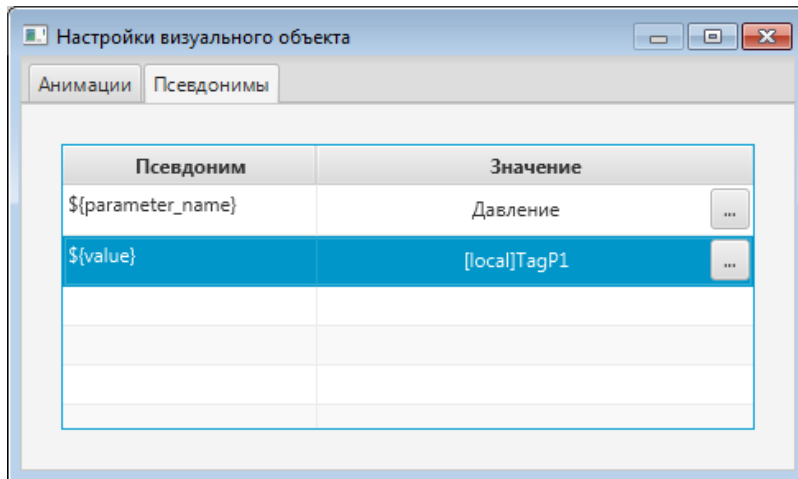 Настройки визуального объекта
Анимации Псевдонимы
Псевдоним Значение
${parameter_name} Давление ...
${value} [local]TagP1 ...